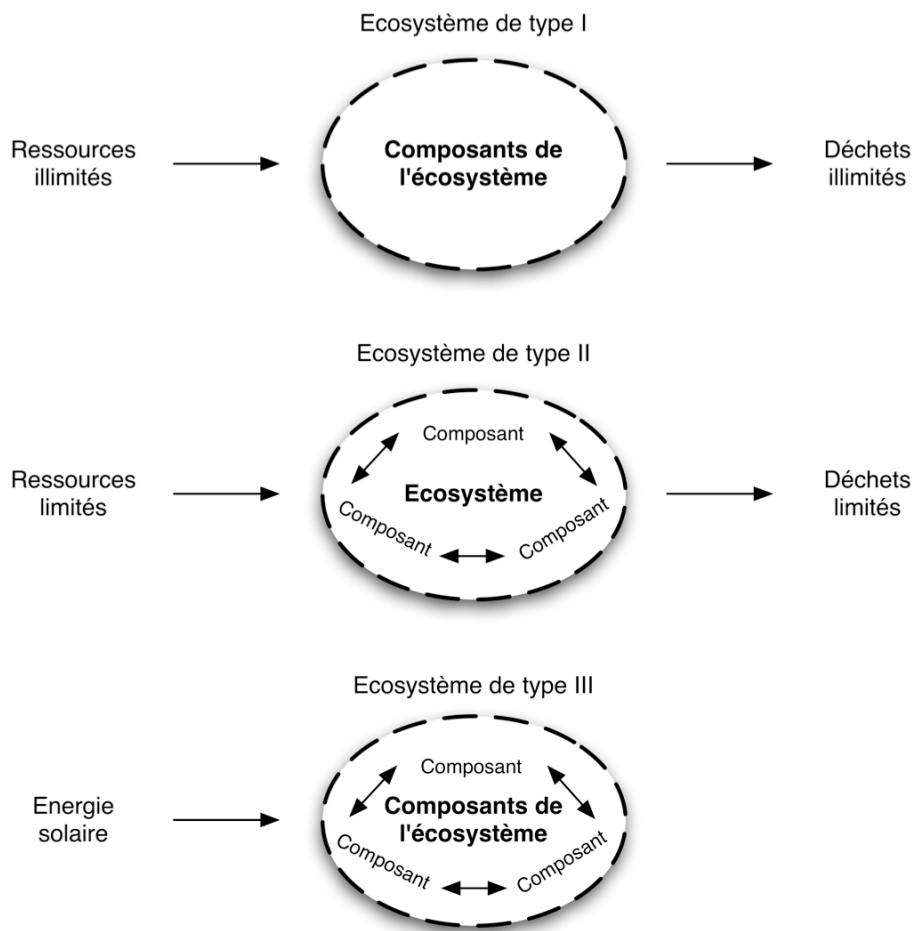 Ecosystème de type I
Ressources
illimités
Composants de
l'écosystème
Déchets
illimités
Ecosystème de type II
Ressources
limités
Composant
Ecosystème
Composant
Composant
Déchets
limités
Ecosystème de type III
Energie
solaire
Composant
Composants de
l'écosystème
Composant
Composant